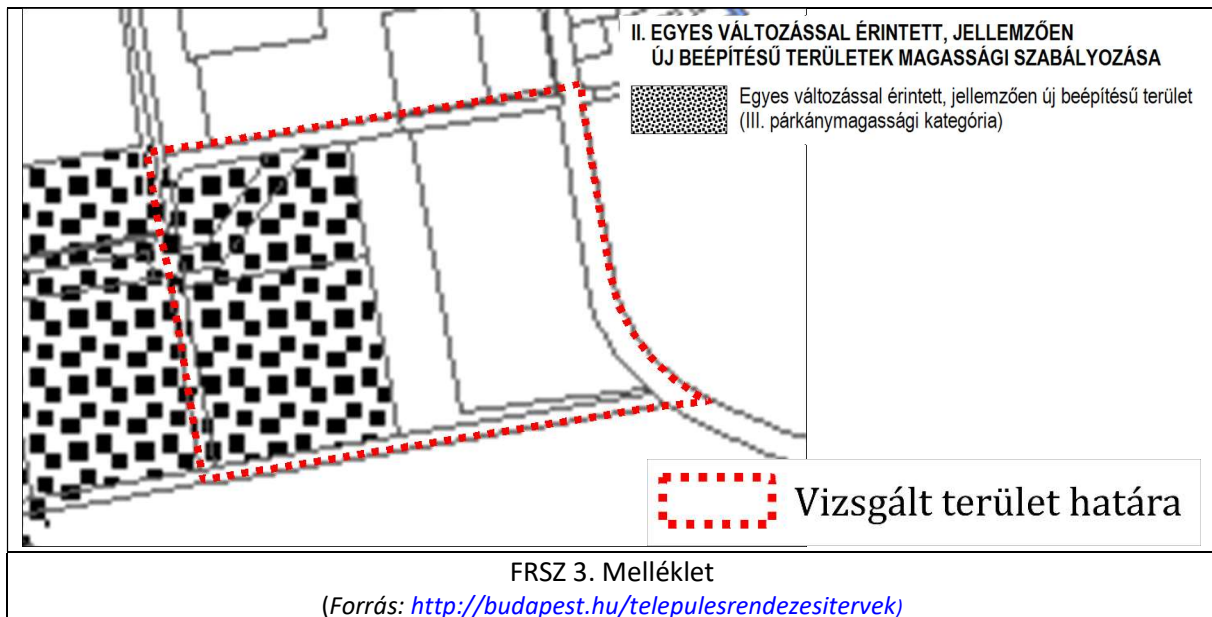 II. EGYES VÁLTOZÁSSAL ÉRINTETT, JELLEMZŐEN
ÚJ BEÉPÍTÉSŰ TERÜLETEK MAGASSÁGI SZABÁLYOZÁSA
Egyes változással érintett, jellemzően új beépítésű terület
(III. párkánymagassági kategória)
Vizsgált terület határa
FRSZ 3. Melléklet
(Forrás: http://budapest.hu/telepulesrendezesitervek)